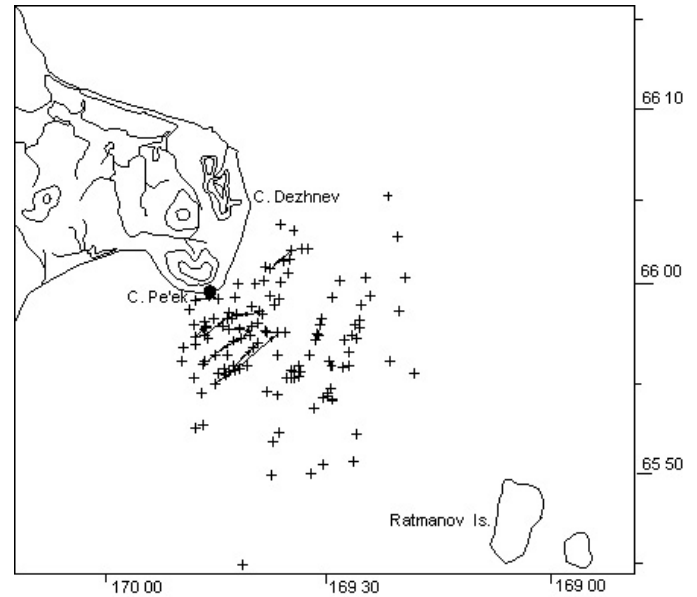 66 10
C. Dezhnev
66 00
C. Pe'ek
65 50
Ratmanov Is.
170 00
169 30
169 00